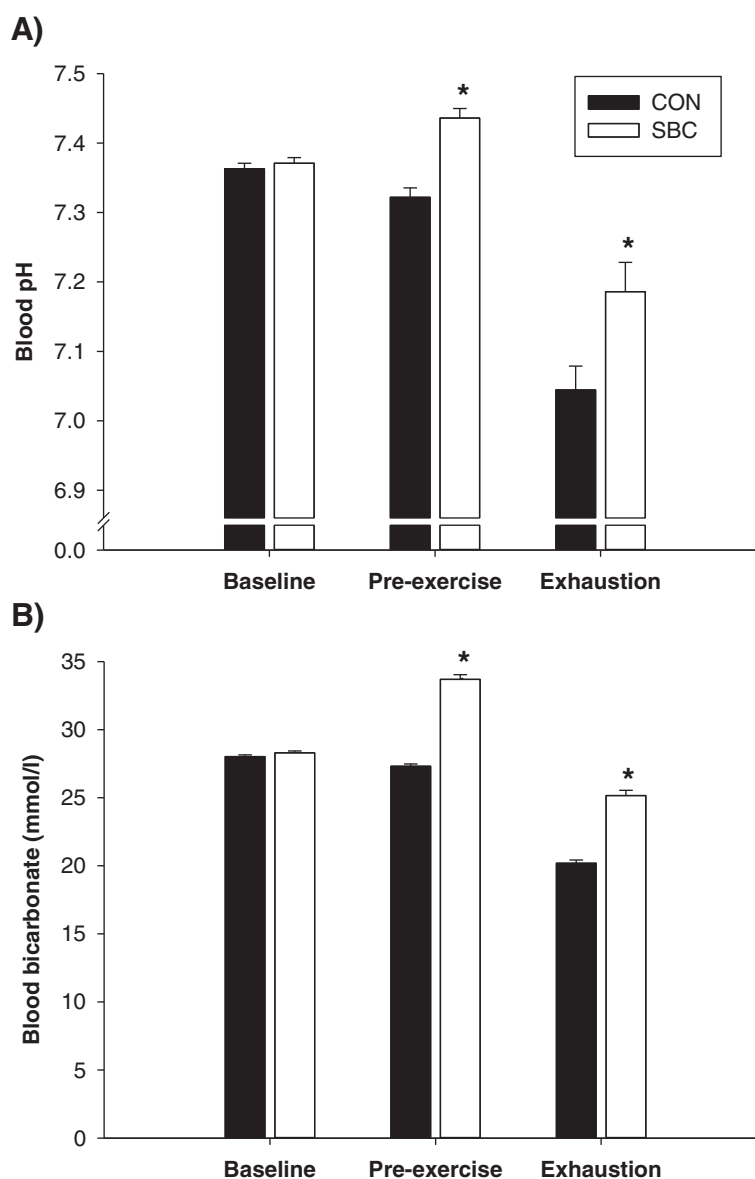 A)
Blood pH
7.5
7.4
7.3
7.2
7.1
7.0
6.9
0.0
*
*
CON
SBC
Baseline Pre-exercise Exhaustion
B)
Blood bicarbonate (mmol/l)
35
30
25
20
15
10
5
0
*
*
Baseline Pre-exercise Exhaustion